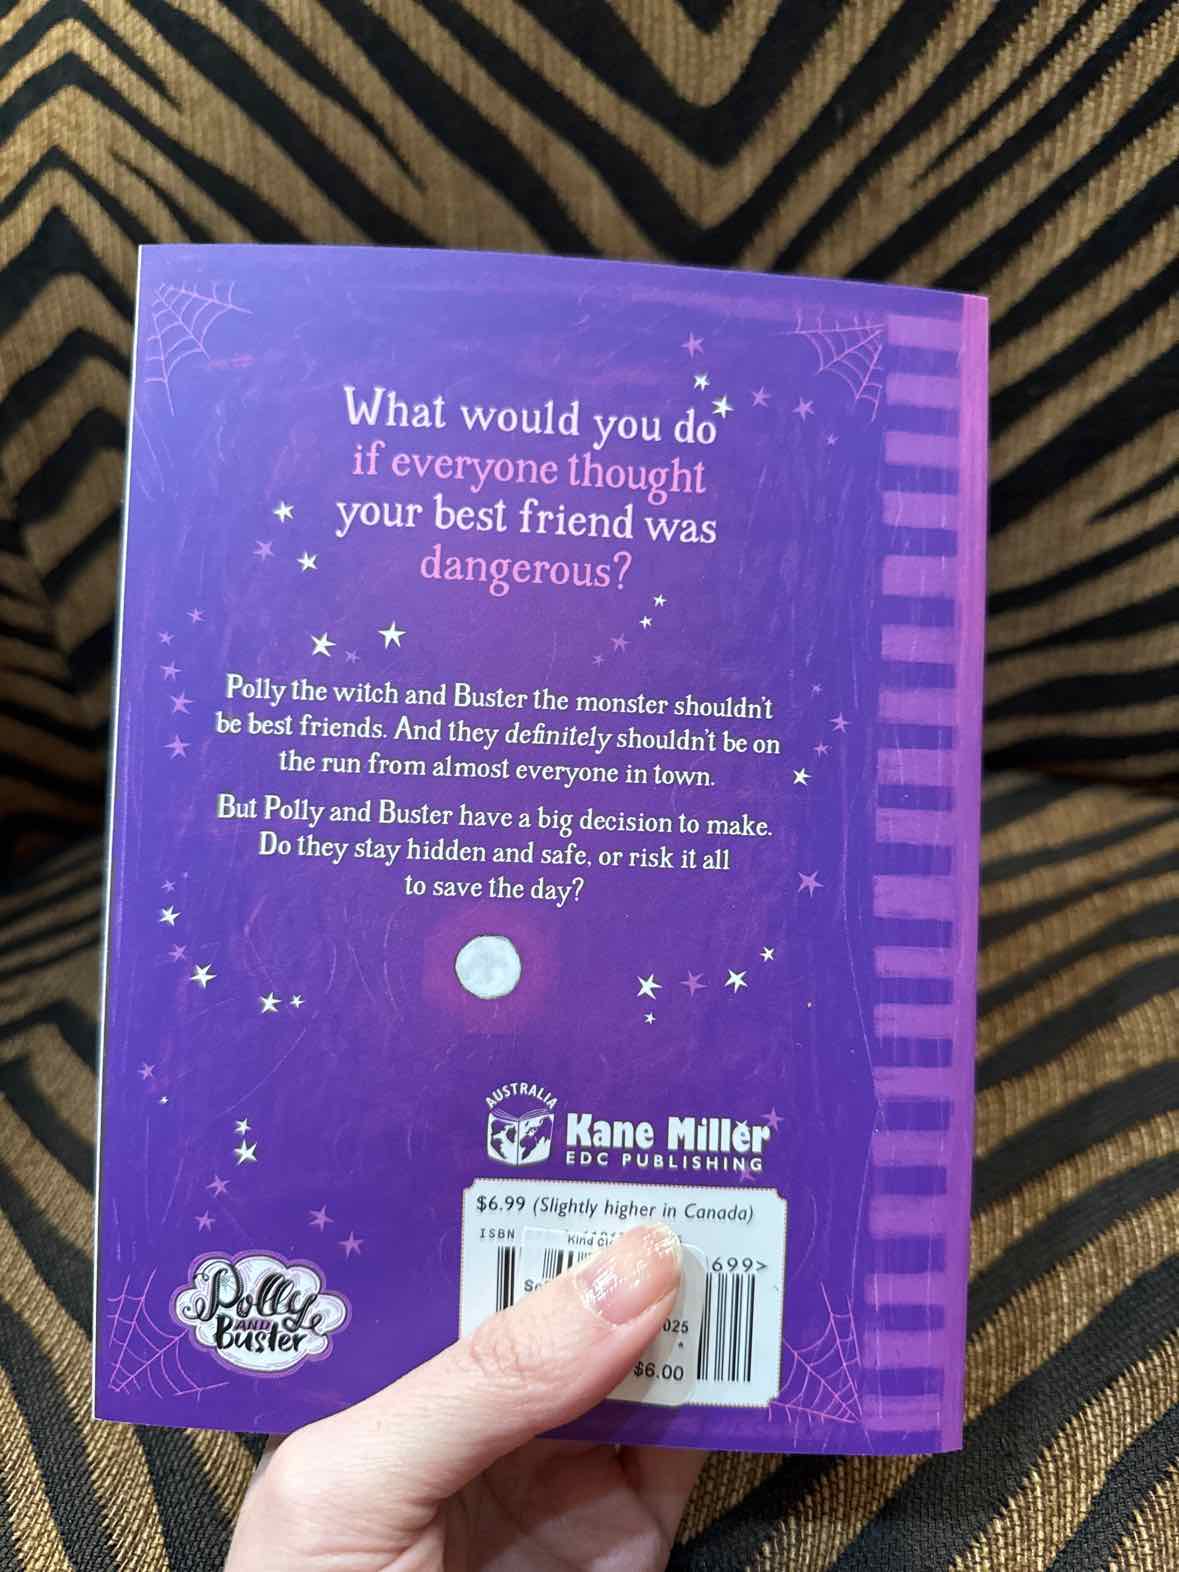 What would you do
if everyone thought
your best friend was
dangerous?
Polly the witch and Buster the monster shouldn't
be best friends. And they definitely shouldn't be on
the run from almost everyone in town.
But Polly and Buster have a big decision to make.
Do they stay hidden and safe, or risk it all
to save the day?
AUSTRALIA
Kane Miller
EDC PUBLISHING
$6.99 (Slightly higher in Canada)
ISBN
699>
$6.00
Polly
AND
Buster